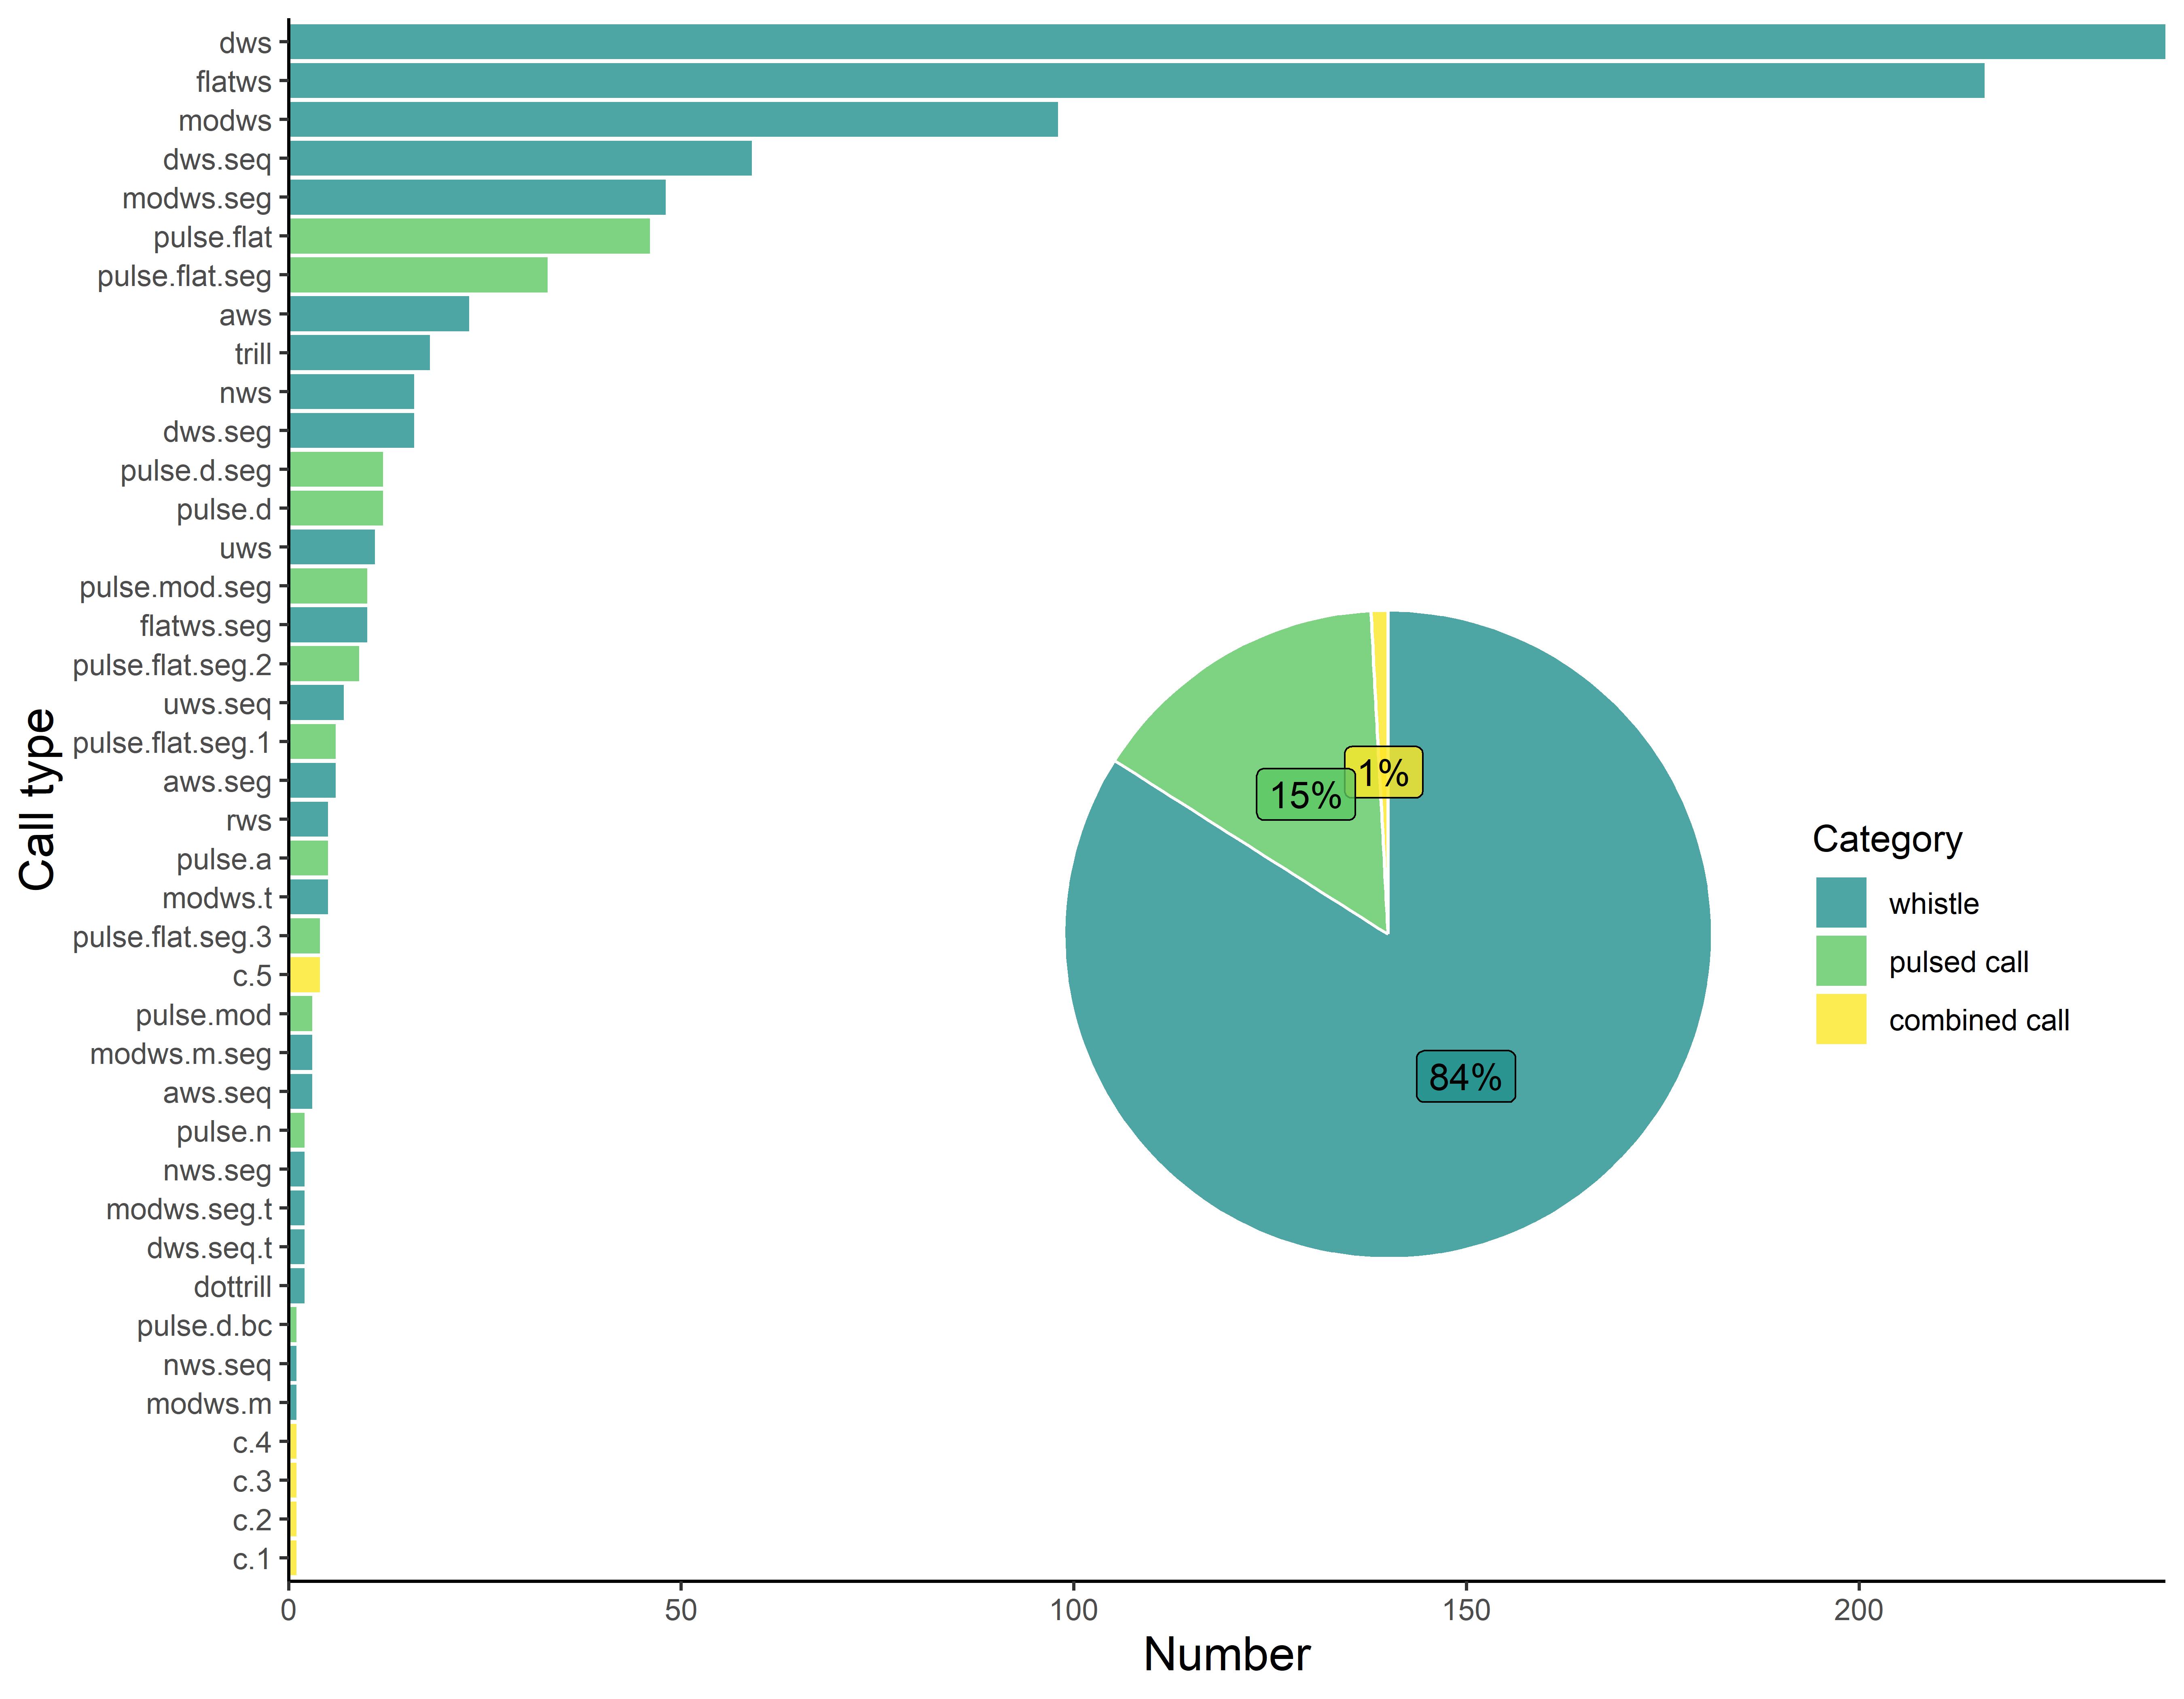 dws
flatws
modws
dws.seq
modws.seg
pulse.flat
pulse.flat.seg
aws
trill
nws
dws.seg
pulse.d.seg
pulse.d
uws
pulse.mod.seg
flatws.seg
pulse.flat.seg.2
uws.seq
pulse.flat.seg.1
aws.seg
rws
pulse.a
modws.t
pulse.flat.seg.3
c.5
pulse.mod
modws.m.seg
aws.seq
pulse.n
nws.seg
modws.seg.t
dws.seq.t
dottrill
pulse.d.bc
nws.seq
modws.m
c.4
c.3
c.2
c.1
Call type
0 50 100 150 200
Number
1%
15%
84%
Category
whistle
pulsed call
combined call